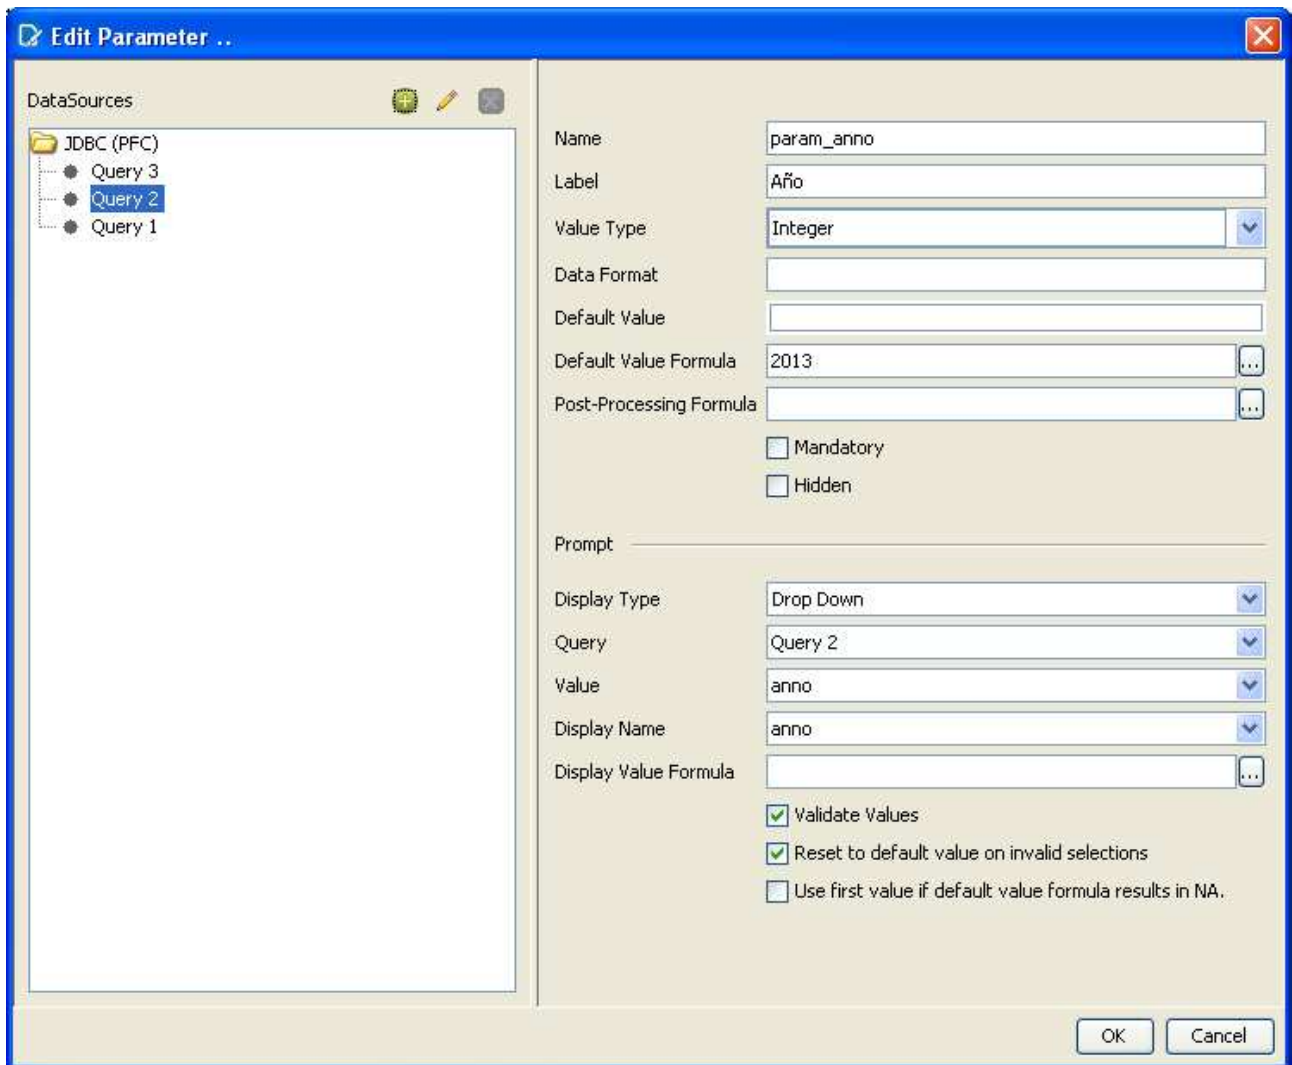 Edit Parameter ..
DataSources
JDBC (PFC)
Query 3
Query 2
Query 1
Name param_anno
Label Año
Value Type Integer
Data Format
Default Value
Default Value Formula 2013 ...
Post-Processing Formula ...
Mandatory
Hidden
Prompt
Display Type Drop Down
Query Query 2
Value anno
Display Name anno
Display Value Formula ...
Validate Values
Reset to default value on invalid selections
Use first value if default value formula results in NA.
OK Cancel